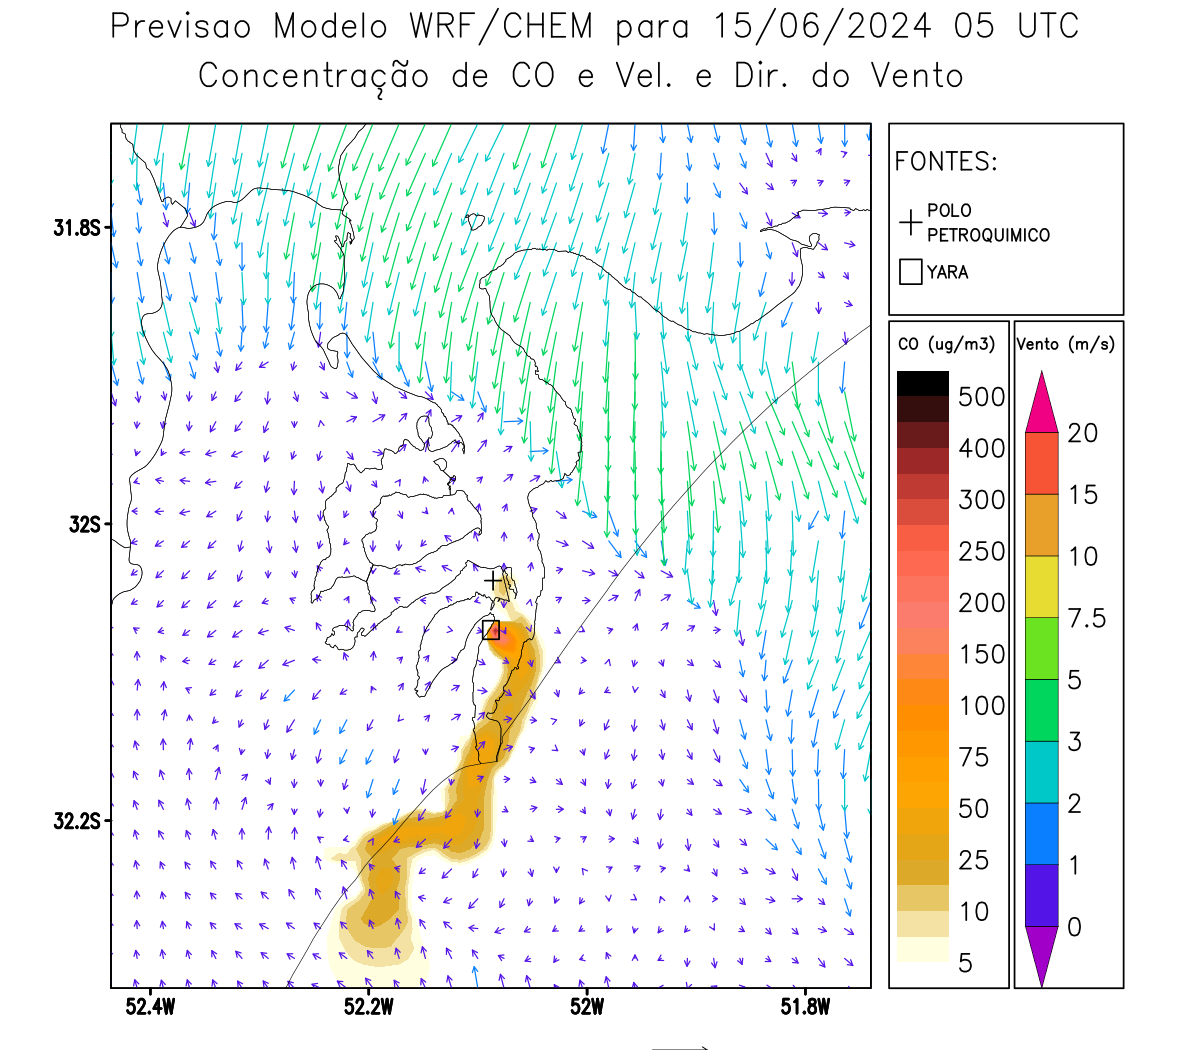 Previsao Modelo WRF/CHEM para 15/06/2024 05 UTC
Concentração de CO e Vel. e Dir. do Vento
FONTES:
POLO
PETROQUIMICO
YARA
CO (ug/m3)
500
400
300
250
200
150
100
75
50
25
10
5
Vento (m/s)
20
15
10
7.5
5
3
2
1
0
31.8S
32S
32.2S
52.4W
52.2W
52W
51.8W